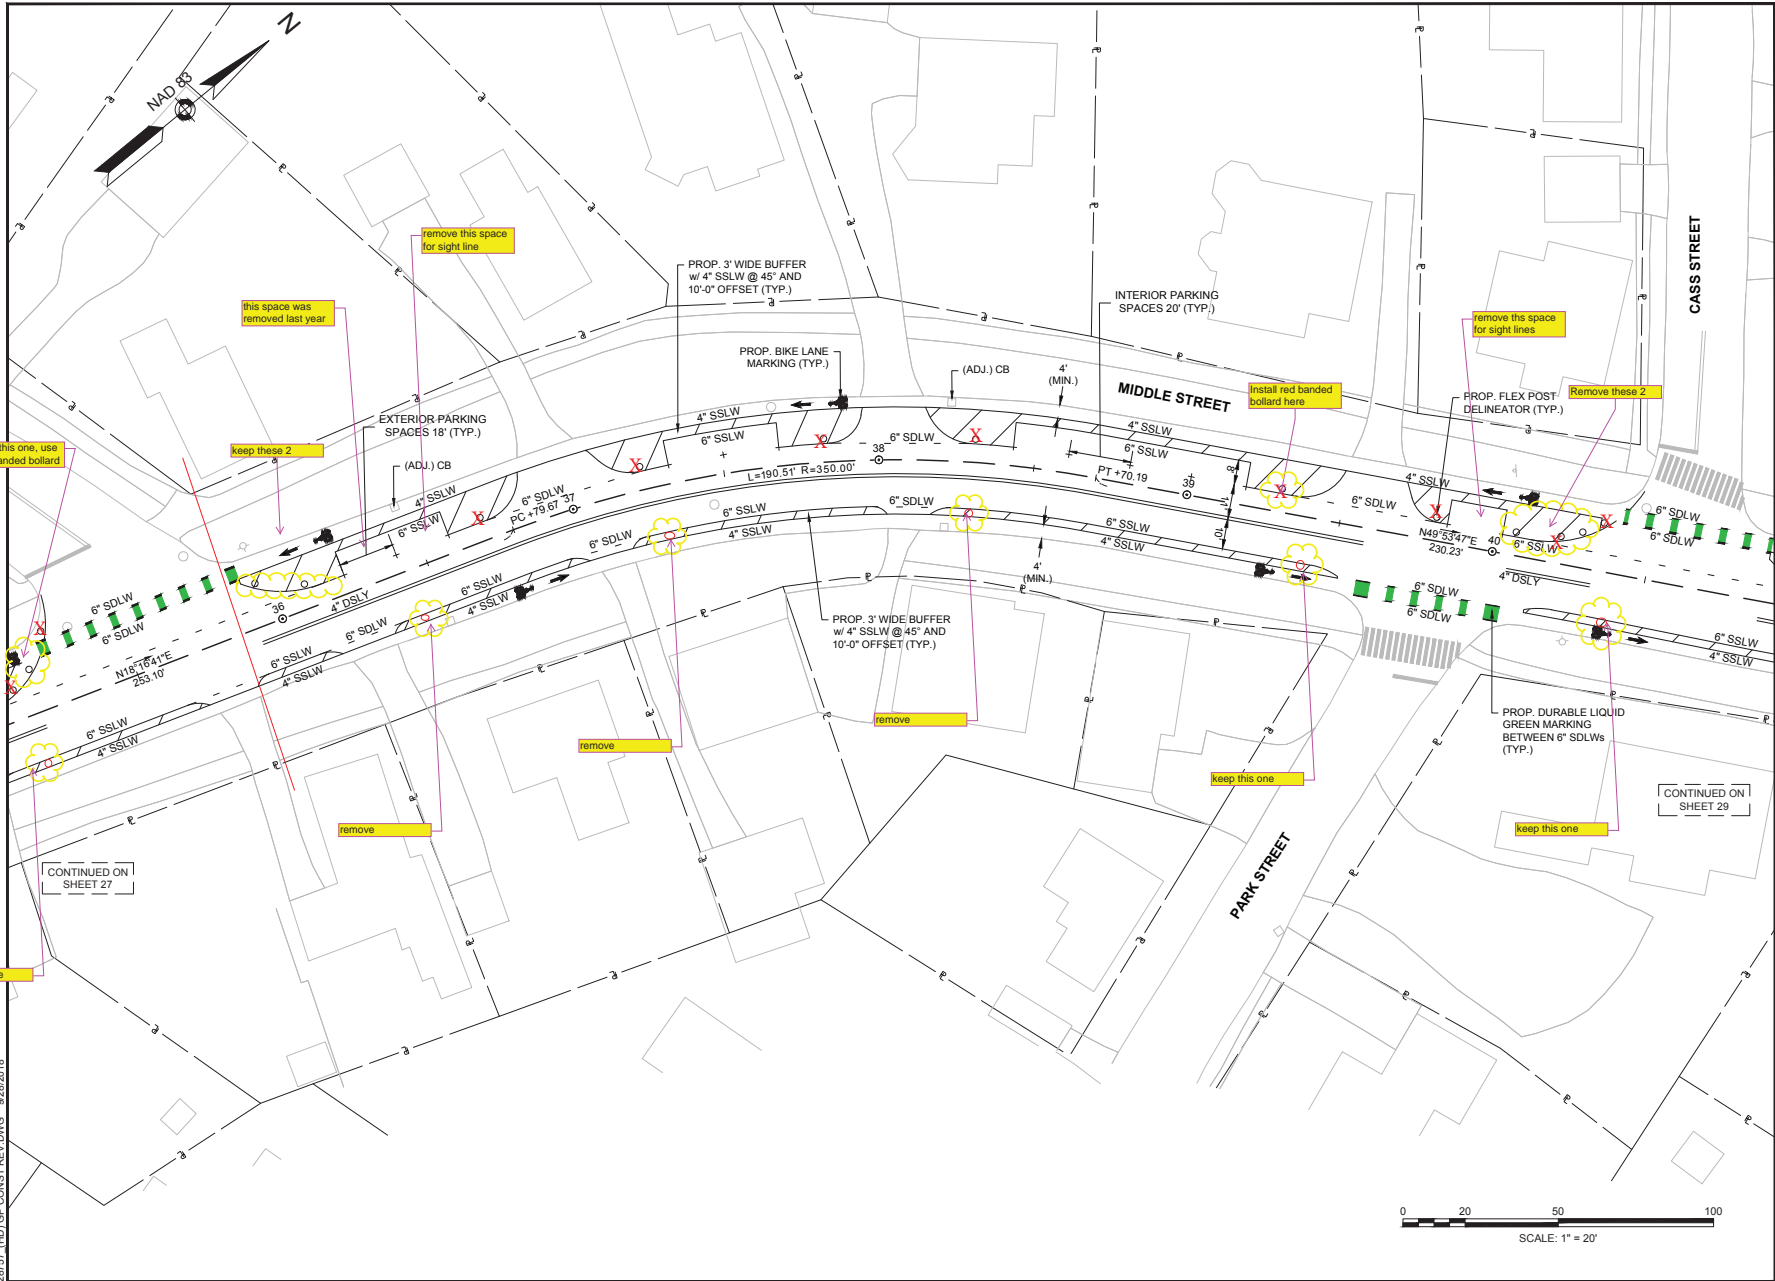 N
NAD 83
remove this space
for sight line
PROP. 3' WIDE BUFFER
w/ 4" SSLW @ 45° AND
10'-0" OFFSET (TYP.)
this space was
removed last year
INTERIOR PARKING
SPACES 20' (TYP.)
remove ths space
for sight lines
CASS STREET
PROP. BIKE LANE
MARKING (TYP.)
(ADJ.) CB
4'
(MIN.)
MIDDLE STREET
Install red banded
bollard here
PROP. FLEX POST
DELINEATOR (TYP.)
Remove these 2
EXTERIOR PARKING
SPACES 18' (TYP.)
this one, use
anded bollard
keep these 2
(ADJ.) CB
4" SSLW
6" SSLW
6" SDLW
38
4" SSLW
6" SSLW
L=190.51' R=350.00'
PT +70.19
39
8'
11'
10'
6" SDLW
4" SSLW
6" SDLW
6" SDLW
N49°53'47"E
230.23'
40
6" SSLW
4" DSLY
4" SSLW
6" SSLW
6" SDLW
37
PC +79.67
6" SDLW
6" SSLW
4" SSLW
6" SDLW
6" SSLW
4" SSLW
4'
(MIN.)
6" SDLW
6" SDLW
36
4" DSLY
6" SDLW
6" SSLW
4" SSLW
6" SDLW
6" SDLW
6" SSLW
4" SSLW
N18°16'41"E
253.10'
6" SSLW
4" SSLW
6" SSLW
4" SSLW
PROP. 3' WIDE BUFFER
w/ 4" SSLW @ 45° AND
10'-0" OFFSET (TYP.)
PROP. DURABLE LIQUID
GREEN MARKING
BETWEEN 6" SDLWs
(TYP.)
remove
remove
remove
keep this one
keep this one
CONTINUED ON
SHEET 29
CONTINUED ON
SHEET 27
PARK STREET
0 20 50 100
SCALE: 1" = 20'